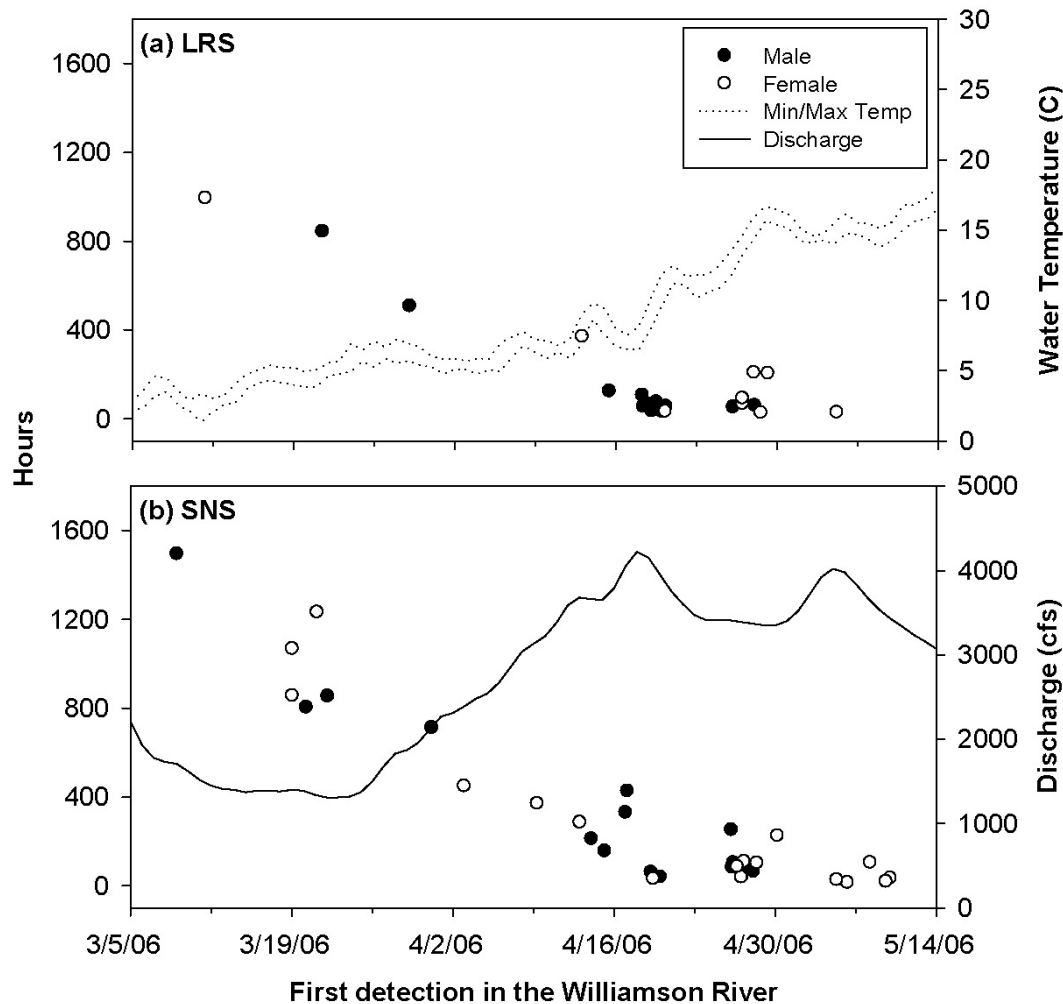 (a) LRS
Male
Female
Min/Max Temp
Discharge
1600
1200
800
400
0
30
25
20
15
10
5
0
Water Temperature (C)
Hours
(b) SNS
1600
1200
800
400
0
5000
4000
3000
2000
1000
0
Discharge (cfs)
3/5/06 3/19/06 4/2/06 4/16/06 4/30/06 5/14/06
First detection in the Williamson River